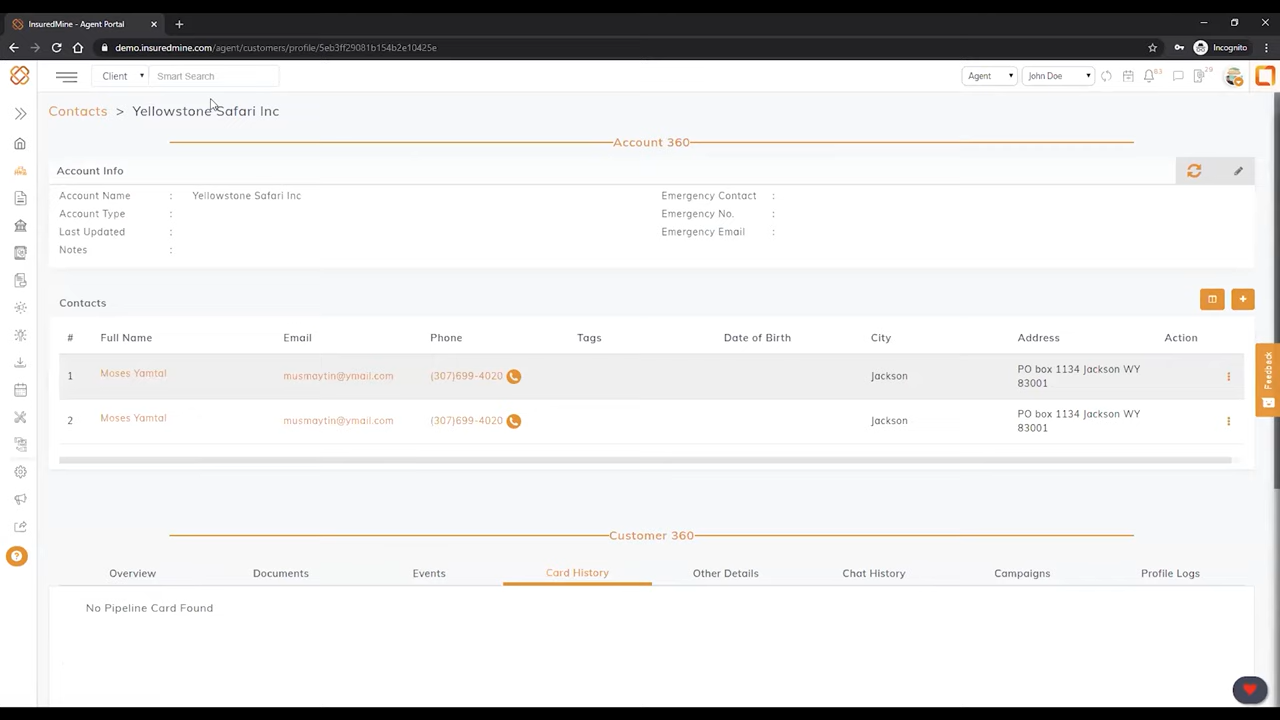 InsuredMine - Agent Portal
demo.insuredmine.com/agent/customers/profile/5eb3ff29081b154b2e10425e
Incognito
Client
Smart Search
Agent
John Doe
83
29
Contacts > Yellowstone Safari Inc
Account 360
Account Info
Account Name : Yellowstone Safari Inc
Emergency Contact :
Account Type :
Emergency No. :
Last Updated :
Emergency Email :
Notes :
Contacts
# Full Name Email Phone Tags Date of Birth City Address Action
1 Moses Yamtal musmaytin@ymail.com (307)699-4020 Jackson PO box 1134 Jackson WY
83001
2 Moses Yamtal musmaytin@ymail.com (307)699-4020 Jackson PO box 1134 Jackson WY
83001
Feedback
Customer 360
Overview Documents Events Card History Other Details Chat History Campaigns Profile Logs
No Pipeline Card Found